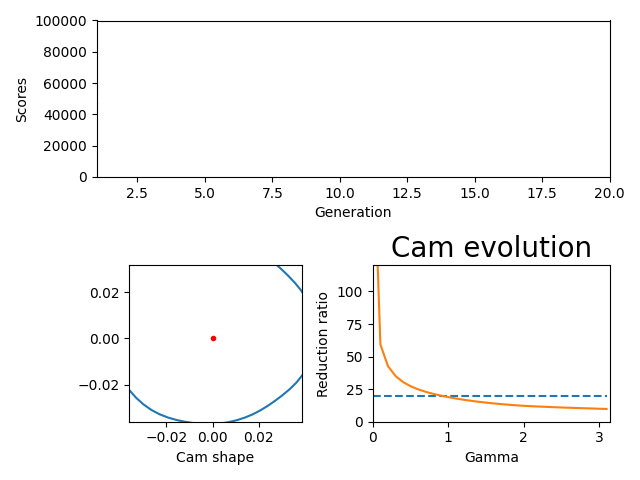 100000
80000
60000
40000
20000
0
Scores
2.5 5.0 7.5 10.0 12.5 15.0 17.5 20.0
Generation
Cam evolution
0.02
0.00
−0.02
−0.02 0.00 0.02
Cam shape
100
75
50
25
0
Reduction ratio
0 1 2 3
Gamma